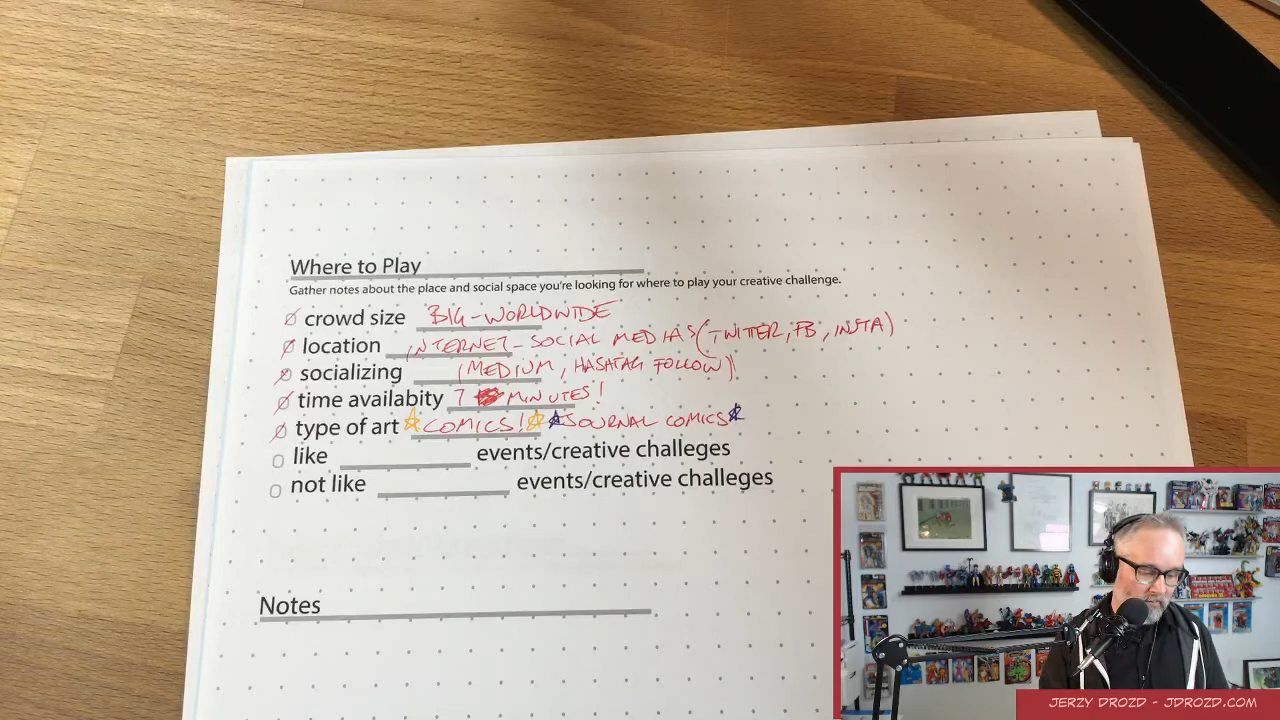 Where to Play
Gather notes about the place and social space you're looking for where to play your creative challenge.
crowd size BIG-WORLDWIDE
location INTERNET-SOCIAL MEDIAS (TWITTER, FB, INSTA)
socializing (MEDIUM, HASHTAG FOLLOW)
time availabity 7 MINUTES!
type of art COMICS! JOURNAL COMICS
like events/creative challeges
not like events/creative challeges
Notes
JERZY DROZD - JDROZD.COM